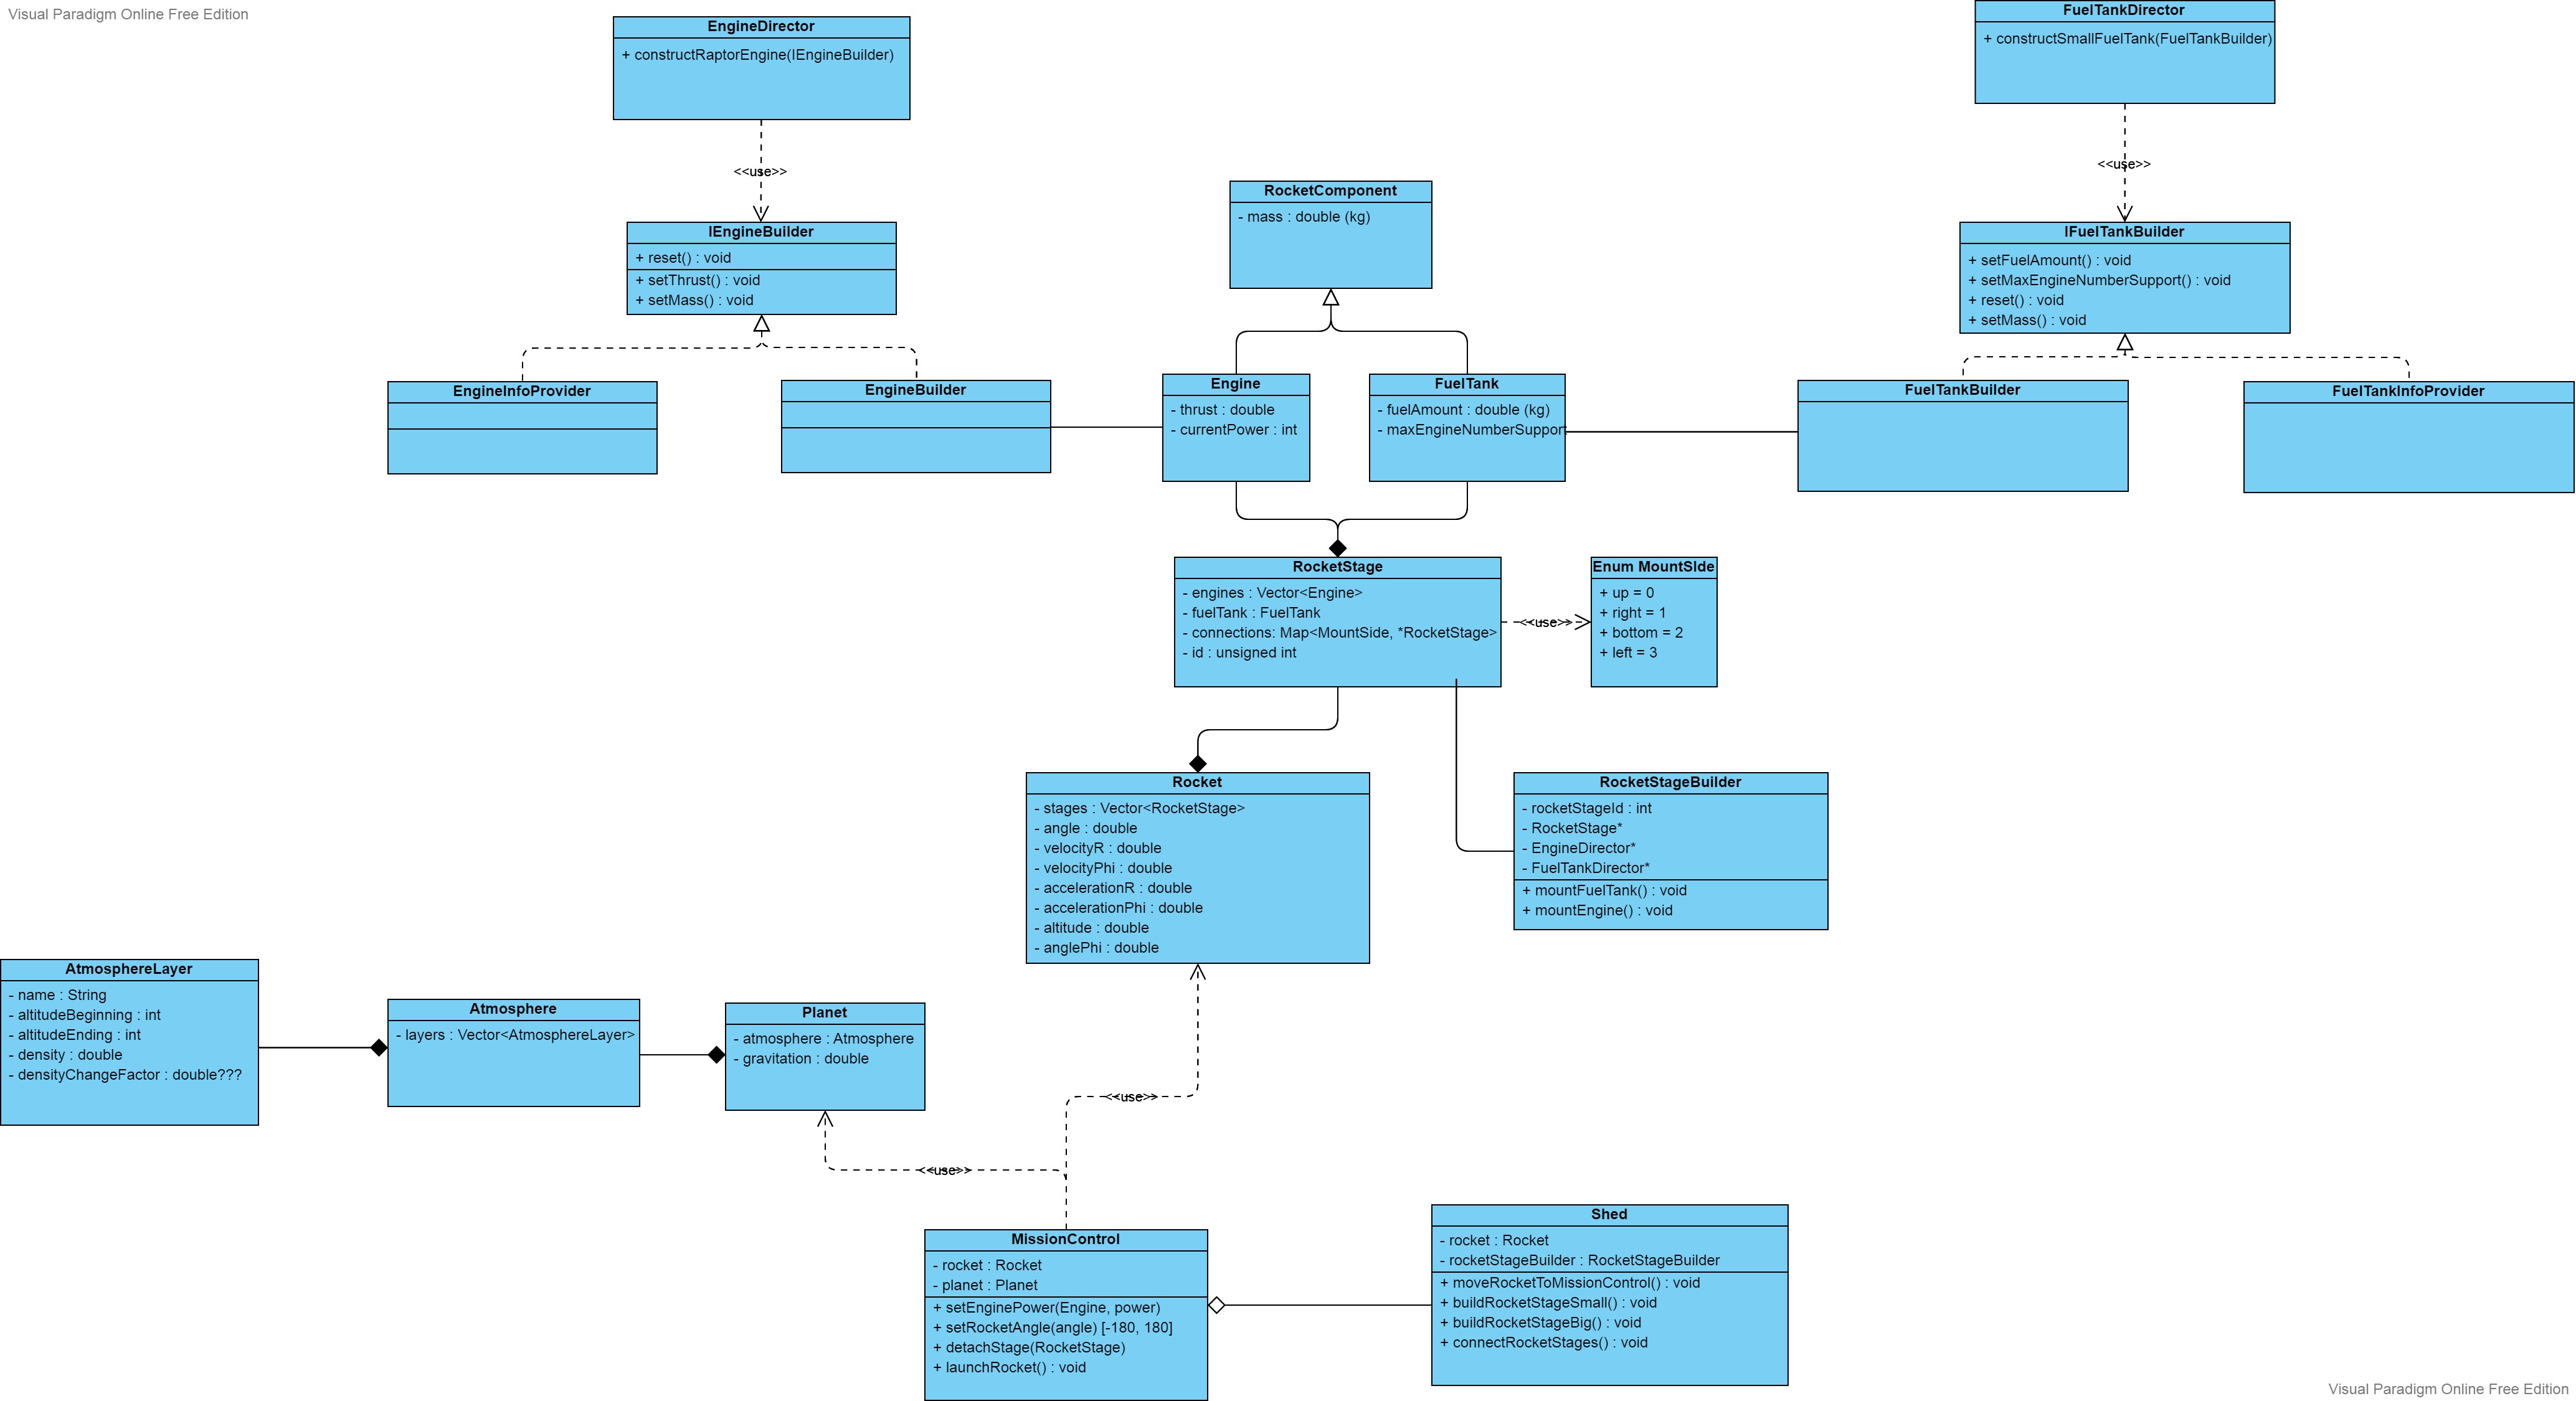 Visual Paradigm Online Free Edition
EngineDirector
+ constructRaptorEngine(IEngineBuilder)
<<use>>
IEngineBuilder
+ reset() : void
+ setThrust() : void
+ setMass() : void
EngineInfoProvider
EngineBuilder
RocketComponent
- mass : double (kg)
Engine
- thrust : double
- currentPower : int
FuelTank
- fuelAmount : double (kg)
- maxEngineNumberSupport
FuelTankDirector
+ constructSmallFuelTank(FuelTankBuilder)
<<use>>
IFuelTankBuilder
+ setFuelAmount() : void
+ setMaxEngineNumberSupport() : void
+ reset() : void
+ setMass() : void
FuelTankBuilder
FuelTankInfoProvider
RocketStage
- engines : Vector<Engine>
- fuelTank : FuelTank
- connections: Map<MountSide, *RocketStage>
- id : unsigned int
<<use>>
Enum MountSIde
+ up = 0
+ right = 1
+ bottom = 2
+ left = 3
Rocket
- stages : Vector<RocketStage>
- angle : double
- velocityR : double
- velocityPhi : double
- accelerationR : double
- accelerationPhi : double
- altitude : double
- anglePhi : double
RocketStageBuilder
- rocketStageId : int
- RocketStage*
- EngineDirector*
- FuelTankDirector*
+ mountFuelTank() : void
+ mountEngine() : void
AtmosphereLayer
- name : String
- altitudeBeginning : int
- altitudeEnding : int
- density : double
- densityChangeFactor : double???
Atmosphere
- layers : Vector<AtmosphereLayer>
Planet
- atmosphere : Atmosphere
- gravitation : double
<<use>>
<<use>>
MissionControl
- rocket : Rocket
- planet : Planet
+ setEnginePower(Engine, power)
+ setRocketAngle(angle) [-180, 180]
+ detachStage(RocketStage)
+ launchRocket() : void
Shed
- rocket : Rocket
- rocketStageBuilder : RocketStageBuilder
+ moveRocketToMissionControl() : void
+ buildRocketStageSmall() : void
+ buildRocketStageBig() : void
+ connectRocketStages() : void
Visual Paradigm Online Free Edition